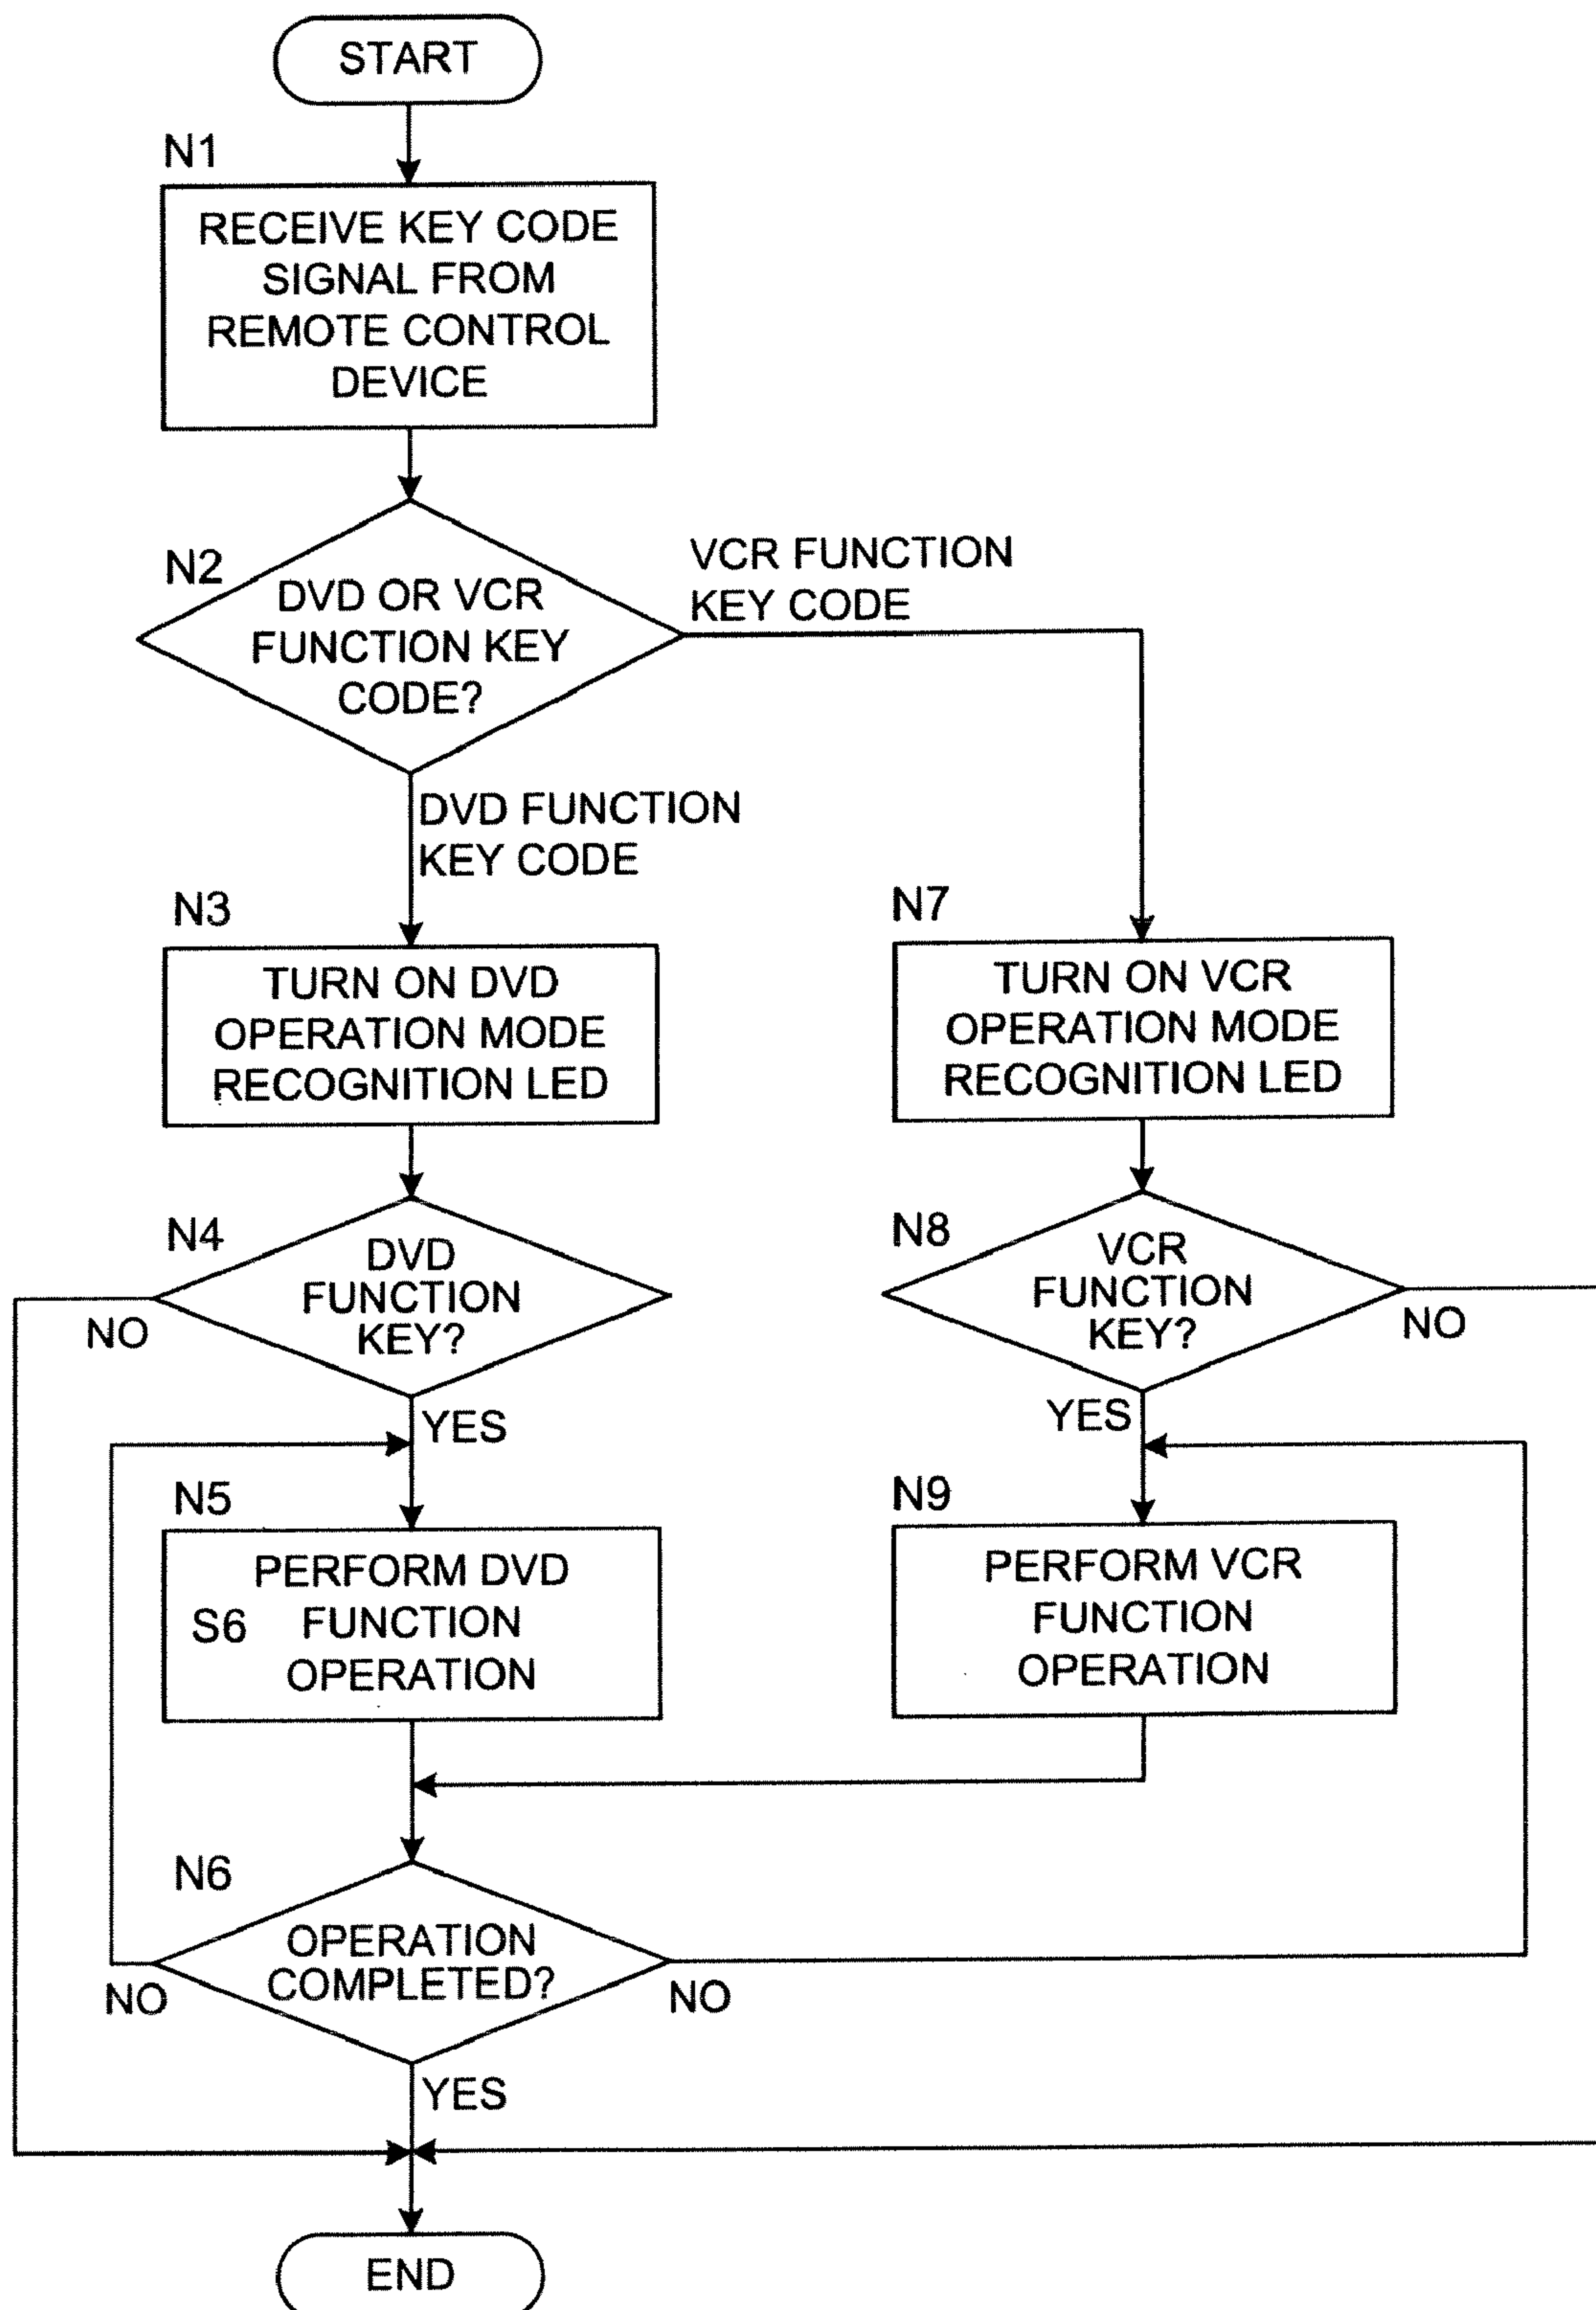 START
N1
RECEIVE KEY CODE
SIGNAL FROM
REMOTE CONTROL
DEVICE
N2
DVD OR VCR
FUNCTION KEY
CODE?
VCR FUNCTION
KEY CODE
DVD FUNCTION
KEY CODE
N3
TURN ON DVD
OPERATION MODE
RECOGNITION LED
N7
TURN ON VCR
OPERATION MODE
RECOGNITION LED
N4
DVD
FUNCTION
KEY?
NO
YES
N8
VCR
FUNCTION
KEY?
NO
YES
N5
PERFORM DVD
S6 FUNCTION
OPERATION
N9
PERFORM VCR
FUNCTION
OPERATION
N6
OPERATION
COMPLETED?
NO
NO
YES
END